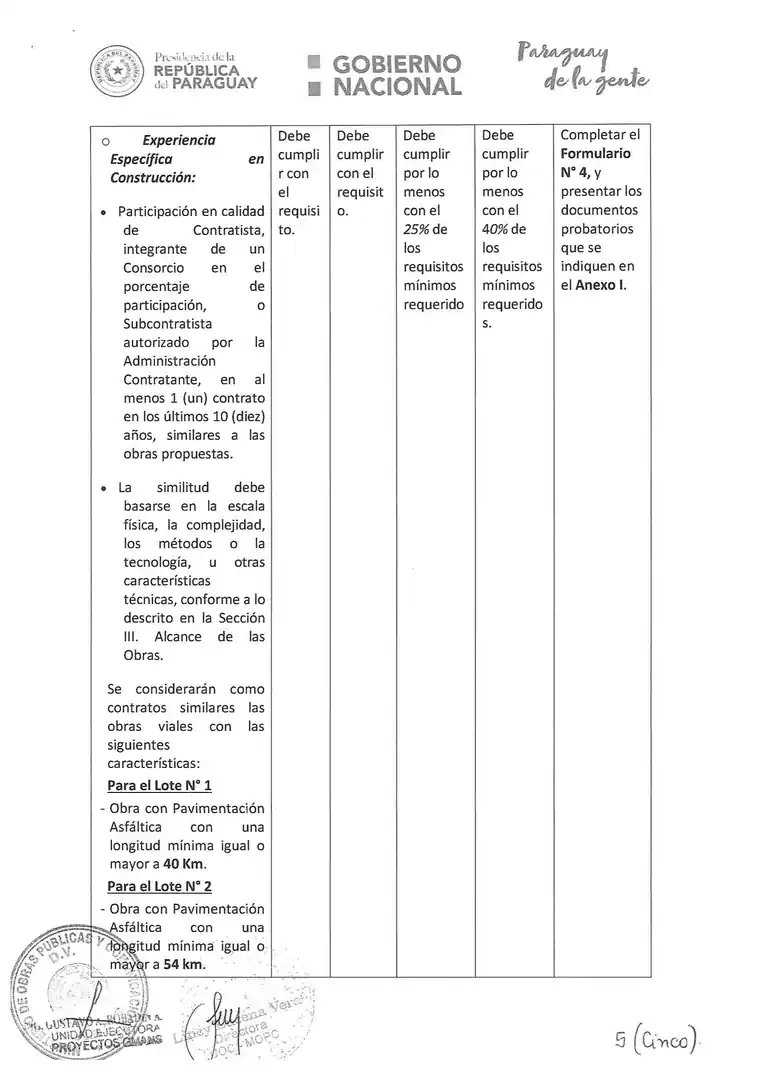 Presidencia de la
REPÚBLICA
del PARAGUAY
GOBIERNO
NACIONAL
Paraguay
de la gente
o Experiencia
Específica en
Construcción:
• Participación en calidad
de Contratista,
integrante de un
Consorcio en el
porcentaje de
participación, o
Subcontratista
autorizado por la
Administración
Contratante, en al
menos 1 (un) contrato
en los últimos 10 (diez)
años, similares a las
obras propuestas.
• La similitud debe
basarse en la escala
física, la complejidad,
los métodos o la
tecnología, u otras
características
técnicas, conforme a lo
descrito en la Sección
III. Alcance de las
Obras.
Se considerarán como
contratos similares las
obras viales con las
siguientes
características:
Para el Lote N° 1
- Obra con Pavimentación
Asfáltica con una
longitud mínima igual o
mayor a 40 Km.
Para el Lote N° 2
- Obra con Pavimentación
Asfáltica con una
longitud mínima igual o
mayor a 54 km.
Debe
cumpli
r con
el
requisi
to.
Debe
cumplir
con el
requisit
o.
Debe
cumplir
por lo
menos
con el
25% de
los
requisitos
mínimos
requerido
Debe
cumplir
por lo
menos
con el
40% de
los
requisitos
mínimos
requerido
s.
Completar el
Formulario
N° 4, y
presentar los
documentos
probatorios
que se
indiquen en
el Anexo I.
DE OBRAS PUBLICAS Y
D.V.
UNIDAD EJECUTORA
PROYECTOS
Directora
MOPC
5 (Cinco).